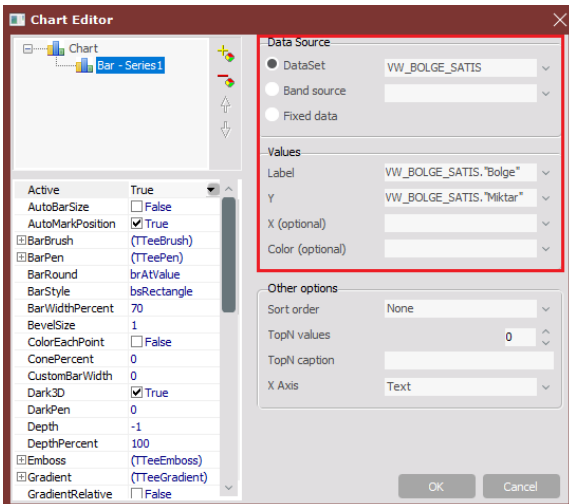 Chart Editor
Chart
Bar - Series1
Active True
AutoBarSize False
AutoMarkPosition True
BarBrush (TTeeBrush)
BarPen (TTeePen)
BarRound brAtValue
BarStyle bsRectangle
BarWidthPercent 70
BevelSize 1
ColorEachPoint False
ConePercent 0
CustomBarWidth 0
Dark3D True
DarkPen 0
Depth -1
DepthPercent 100
Emboss (TTeeEmboss)
Gradient (TTeeGradient)
GradientRelative False
Data Source
DataSet VW_BOLGE_SATIS
Band source
Fixed data
Values
Label VW_BOLGE_SATIS."Bolge"
Y VW_BOLGE_SATIS."Miktar"
X (optional)
Color (optional)
Other options
Sort order None
TopN values 0
TopN caption
X Axis Text
OK Cancel